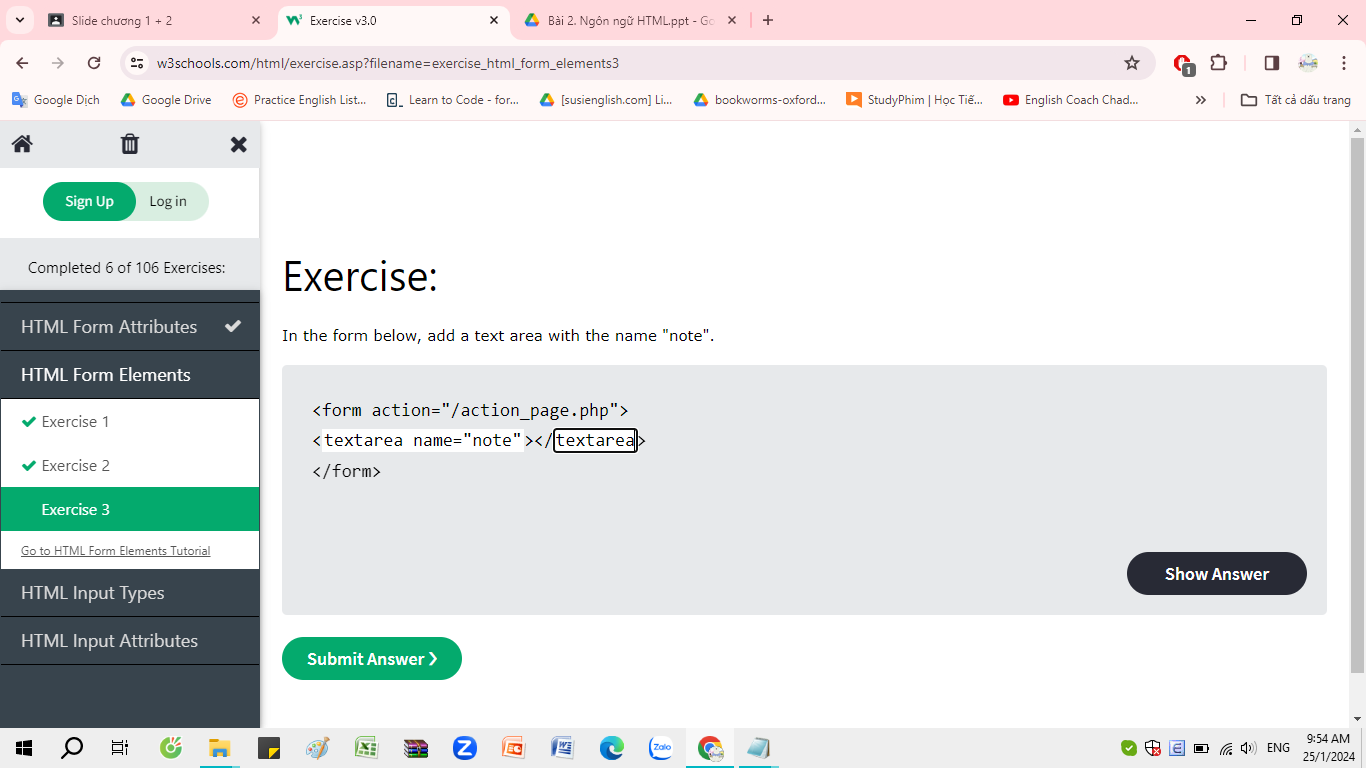 Slide chương 1 + 2
Exercise v3.0
Bài 2. Ngôn ngữ HTML.ppt - Go
w3schools.com/html/exercise.asp?filename=exercise_html_form_elements3
1
Google Dịch
Google Drive
Practice English List...
Learn to Code - for...
[susienglish.com] Li...
bookworms-oxford...
StudyPhim | Học Tiế...
English Coach Chad...
Tất cả dấu trang
Sign Up
Log in
Completed 6 of 106 Exercises:
HTML Form Attributes
HTML Form Elements
Exercise 1
Exercise 2
Exercise 3
Go to HTML Form Elements Tutorial
HTML Input Types
HTML Input Attributes
Exercise:
In the form below, add a text area with the name "note".
<form action="/action_page.php">
<textarea name="note"></textarea>
</form>
Show Answer
Submit Answer ❯
Zalo
ENG
9:54 AM
25/1/2024